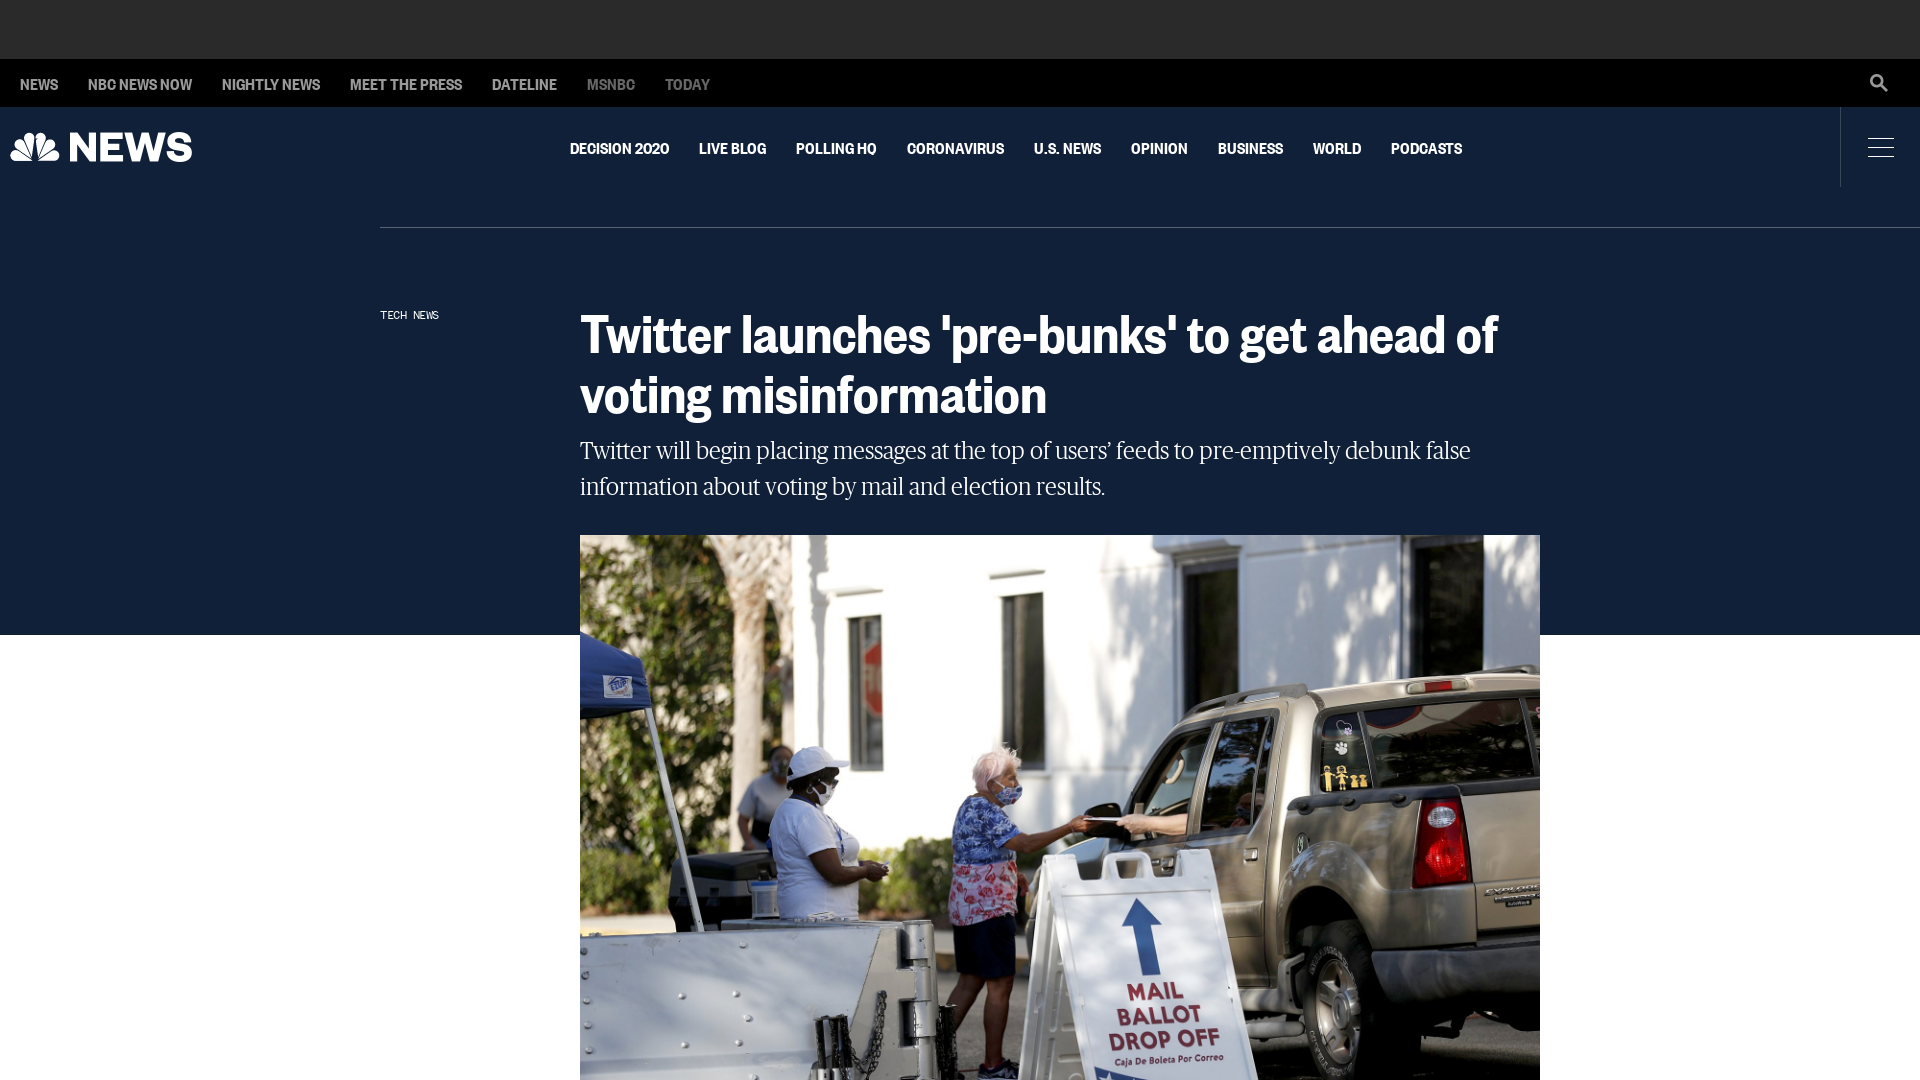 NEWS NBC NEWS NOW NIGHTLY NEWS MEET THE PRESS DATELINE MSNBC TODAY
NEWS DECISION 2020 LIVE BLOG POLLING HQ CORONAVIRUS U.S. NEWS OPINION BUSINESS WORLD PODCASTS
TECH NEWS
Twitter launches 'pre-bunks' to get ahead of
voting misinformation
Twitter will begin placing messages at the top of users’ feeds to pre-emptively debunk false
information about voting by mail and election results.
MAIL
BALLOT
DROP OFF
Caja De Boleta Por Correo